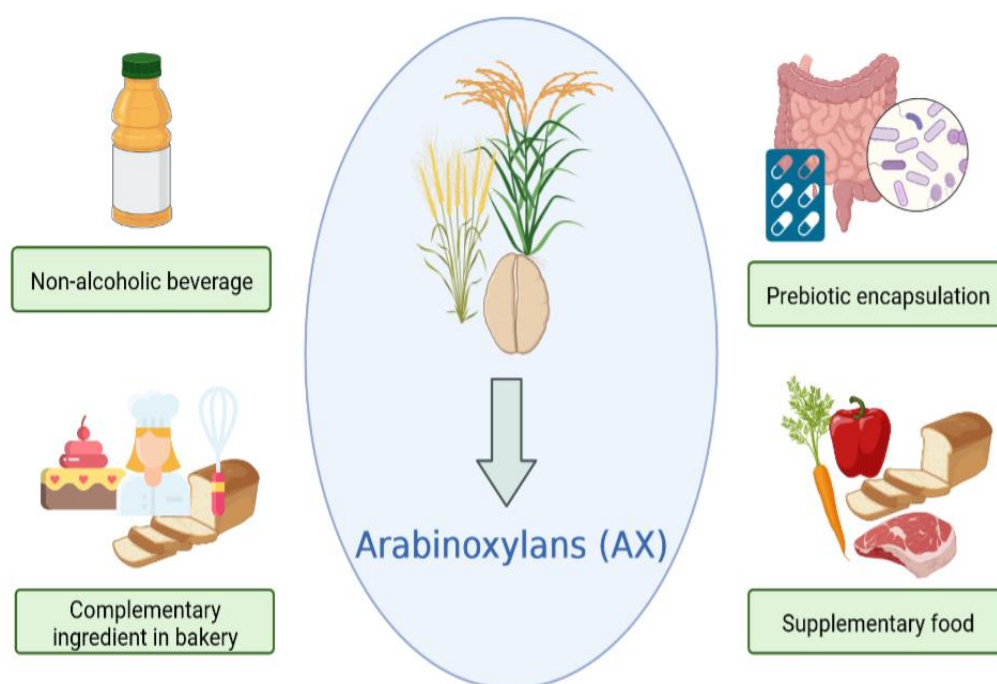 Non-alcoholic beverage
Prebiotic encapsulation
Arabinoxylans (AX)
Complementary
ingredient in bakery
Supplementary food